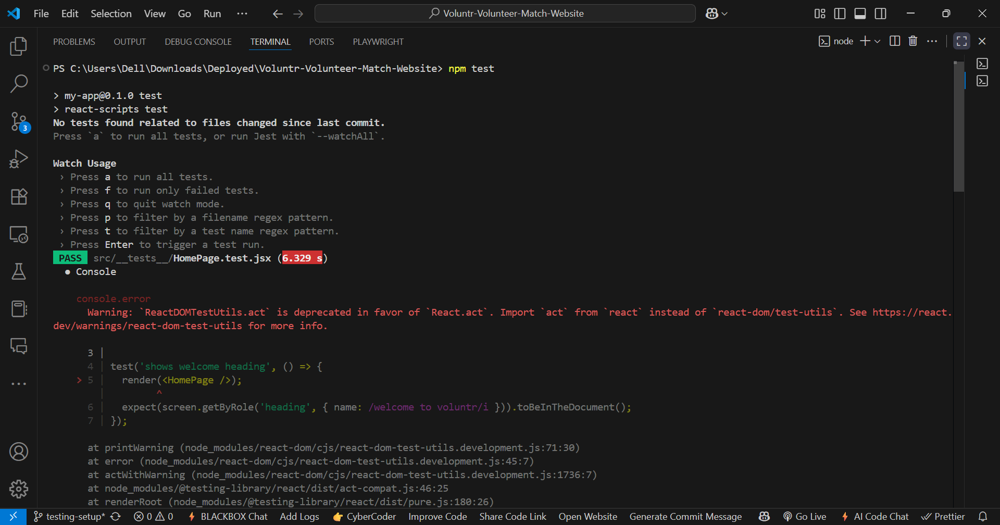 File Edit Selection View Go Run ··· Voluntr-Volunteer-Match-Website
PROBLEMS OUTPUT DEBUG CONSOLE TERMINAL PORTS PLAYWRIGHT node
PS C:\Users\Dell\Downloads\Deployed\Voluntr-Volunteer-Match-Website> npm test
> my-app@0.1.0 test
> react-scripts test
No tests found related to files changed since last commit.
Press `a` to run all tests, or run Jest with `--watchAll`.
Watch Usage
› Press a to run all tests.
› Press f to run only failed tests.
› Press q to quit watch mode.
› Press p to filter by a filename regex pattern.
› Press t to filter by a test name regex pattern.
› Press Enter to trigger a test run.
PASS src/__tests__/HomePage.test.jsx (6.329 s)
● Console
console.error
Warning: `ReactDOMTestUtils.act` is deprecated in favor of `React.act`. Import `act` from `react` instead of `react-dom/test-utils`. See https://react.
dev/warnings/react-dom-test-utils for more info.
3 |
4 | test('shows welcome heading', () => {
> 5 | render(<HomePage />);
| ^
6 | expect(screen.getByRole('heading', { name: /welcome to voluntr/i })).toBeInTheDocument();
7 | });
at printWarning (node_modules/react-dom/cjs/react-dom-test-utils.development.js:71:30)
at error (node_modules/react-dom/cjs/react-dom-test-utils.development.js:45:7)
at actWithWarning (node_modules/react-dom/cjs/react-dom-test-utils.development.js:1736:7)
at node_modules/@testing-library/react/dist/act-compat.js:46:25
at renderRoot (node_modules/@testing-library/react/dist/pure.js:180:26)
3
testing-setup* 0 0 BLACKBOX Chat Add Logs CyberCoder Improve Code Share Code Link Open Website Generate Commit Message Go Live AI Code Chat Prettier